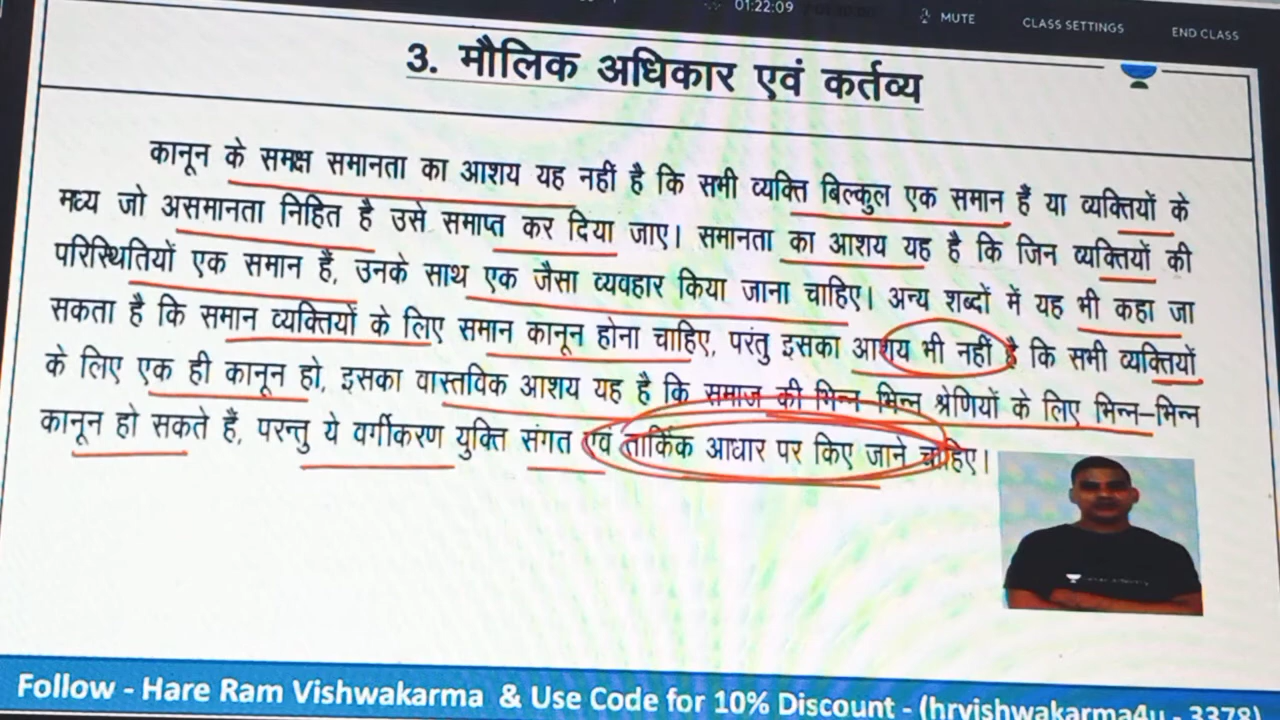 01:22:09
MUTE
CLASS SETTINGS
END CLASS
3. मौलिक अधिकार एवं कर्तव्य
कानून के समक्ष समानता का आशय यह नहीं है कि सभी व्यक्ति बिल्कुल एक समान हैं या व्यक्तियों के
मध्य जो असमानता निहित है उसे समाप्त कर दिया जाए। समानता का आशय यह है कि जिन व्यक्तियों की
परिस्थितियों एक समान हैं, उनके साथ एक जैसा व्यवहार किया जाना चाहिए। अन्य शब्दों में यह भी कहा जा
सकता है कि समान व्यक्तियों के लिए समान कानून होना चाहिए, परंतु इसका आशय भी नहीं है कि सभी व्यक्तियों
के लिए एक ही कानून हो, इसका वास्तविक आशय यह है कि समाज की भिन्न भिन्न श्रेणियों के लिए भिन्न-भिन्न
कानून हो सकते हैं, परन्तु ये वर्गीकरण युक्ति संगत एवं तार्किक आधार पर किए जाने चाहिए।
Follow - Hare Ram Vishwakarma & Use Code for 10% Discount - (hrvishwakarma4u - 3378)